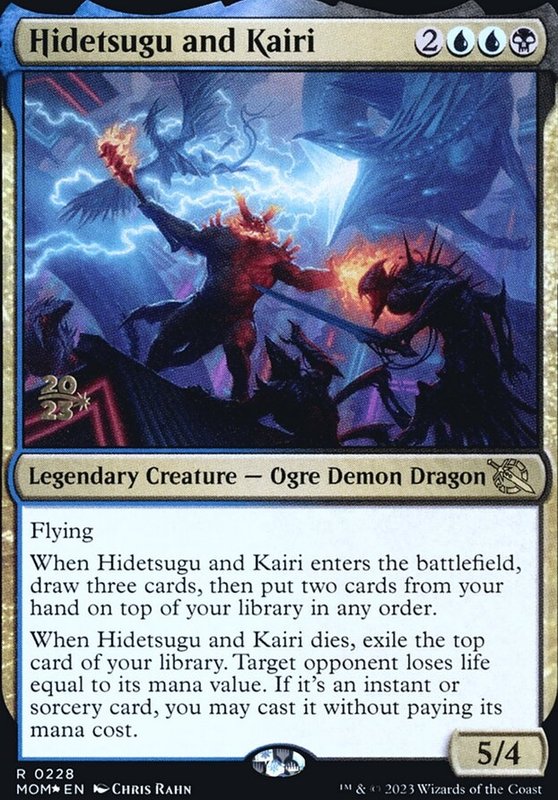 Hidetsugu and Kairi 2
20
23
Legendary Creature — Ogre Demon Dragon
Flying
When Hidetsugu and Kairi enters the battlefield,
draw three cards, then put two cards from your
hand on top of your library in any order.
When Hidetsugu and Kairi dies, exile the top
card of your library. Target opponent loses life
equal to its mana value. If it's an instant or
sorcery card, you may cast it without paying its
mana cost.
5/4
R 0228
MOM★EN Chris Rahn
™ & © 2023 Wizards of the Coast